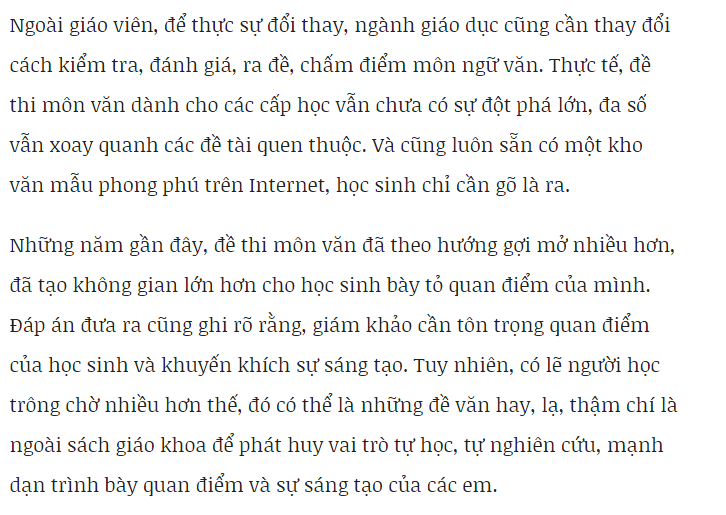 Ngoài giáo viên, để thực sự đổi thay, ngành giáo dục cũng cần thay đổi
cách kiểm tra, đánh giá, ra đề, chấm điểm môn ngữ văn. Thực tế, đề
thi môn văn dành cho các cấp học vẫn chưa có sự đột phá lớn, đa số
vẫn xoay quanh các đề tài quen thuộc. Và cũng luôn sẵn có một kho
văn mẫu phong phú trên Internet, học sinh chỉ cần gõ là ra.
Những năm gần đây, đề thi môn văn đã theo hướng gợi mở nhiều hơn,
đã tạo không gian lớn hơn cho học sinh bày tỏ quan điểm của mình.
Đáp án đưa ra cũng ghi rõ rằng, giám khảo cần tôn trọng quan điểm
của học sinh và khuyến khích sự sáng tạo. Tuy nhiên, có lẽ người học
trông chờ nhiều hơn thế, đó có thể là những đề văn hay, lạ, thậm chí là
ngoài sách giáo khoa để phát huy vai trò tự học, tự nghiên cứu, mạnh
dạn trình bày quan điểm và sự sáng tạo của các em.